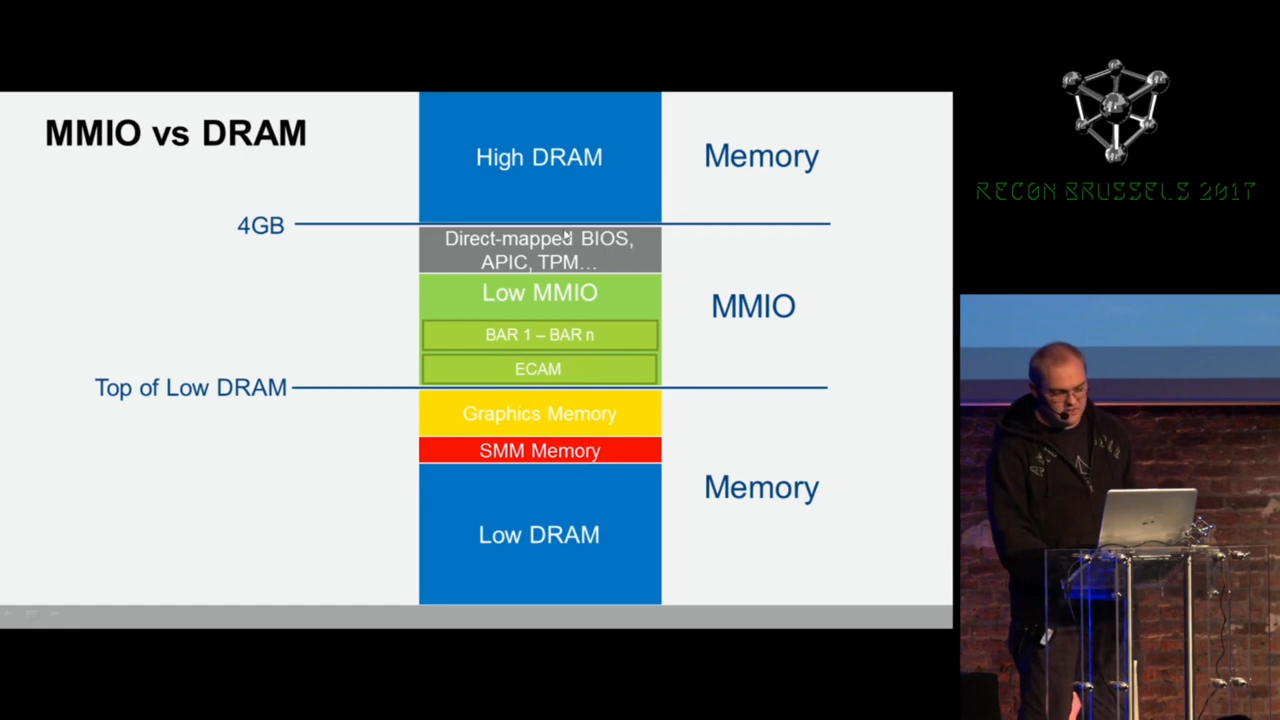 MMIO vs DRAM
High DRAM
Memory
4GB
Direct-mapped BIOS,
APIC, TPM...
Low MMIO
MMIO
BAR 1 – BAR n
ECAM
Top of Low DRAM
Graphics Memory
SMM Memory
Memory
Low DRAM
RECON BRUSSELS 2017